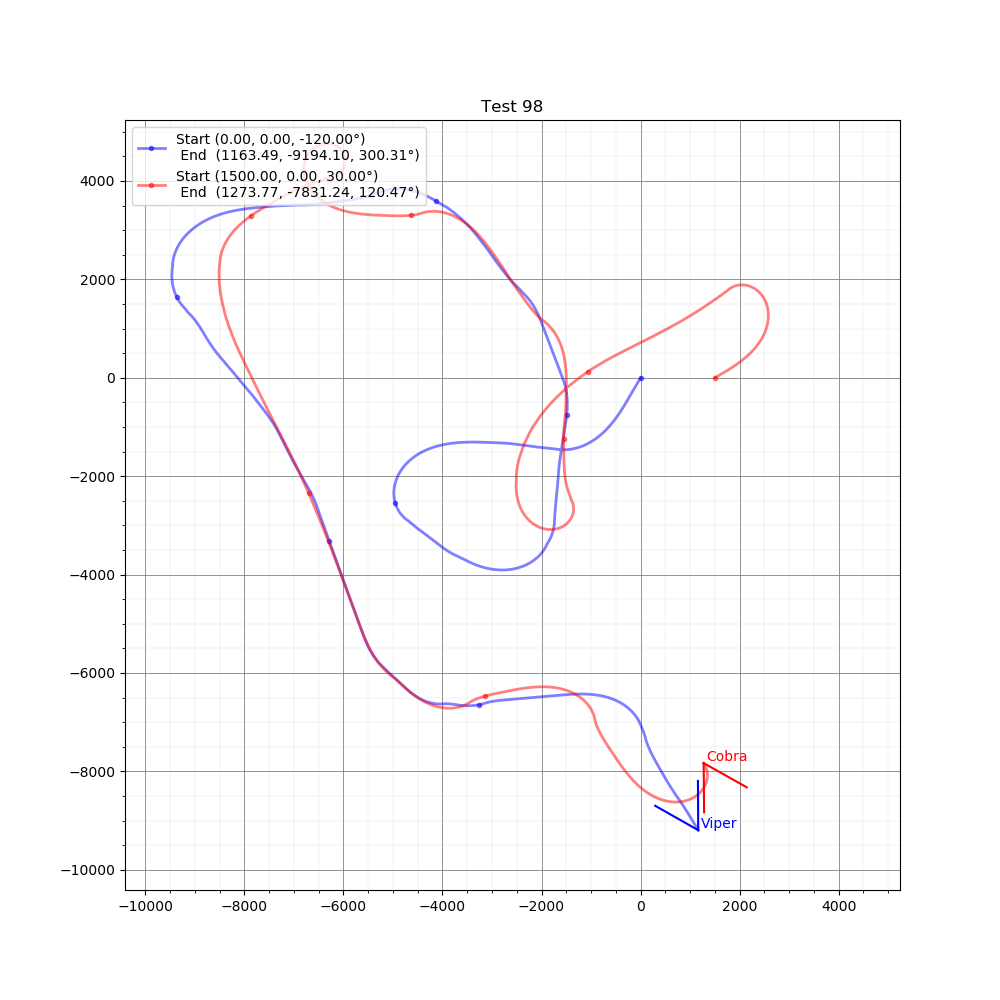 Test 98
Start (0.00, 0.00, -120.00°)
End (1163.49, -9194.10, 300.31°)
Start (1500.00, 0.00, 30.00°)
End (1273.77, -7831.24, 120.47°)
4000
2000
0
−2000
−4000
−6000
−8000
−10000
Cobra
Viper
−10000 −8000 −6000 −4000 −2000 0 2000 4000